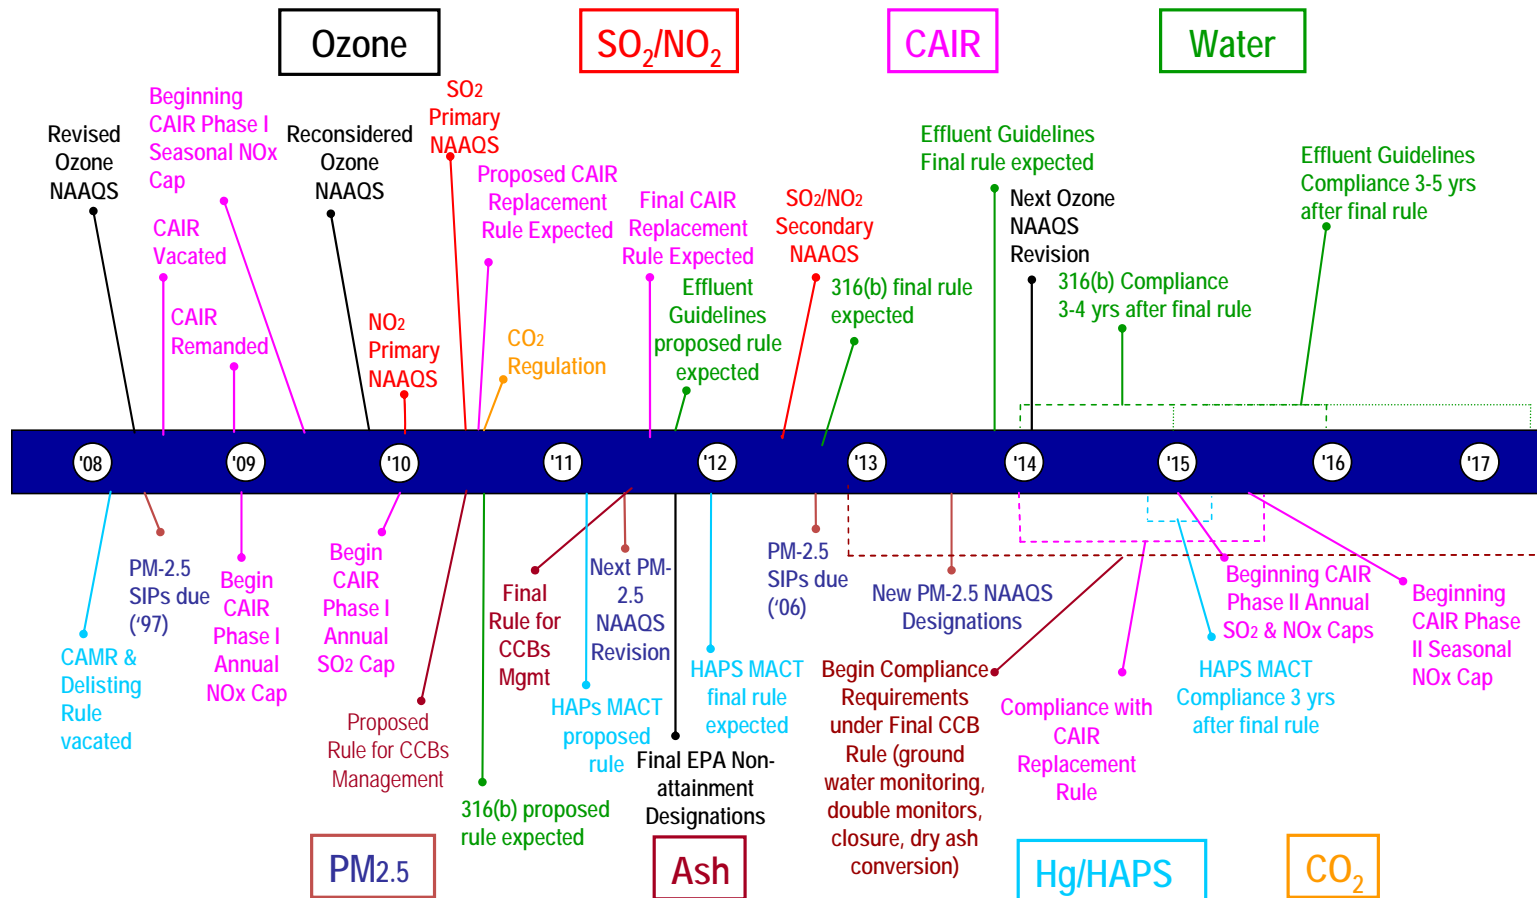 Ozone
SO2/NO2
CAIR
Water
Revised
Ozone
NAAQS
Beginning
CAIR Phase I
Seasonal NOx
Cap
CAIR
Vacated
CAIR
Remanded
Reconsidered
Ozone
NAAQS
NO2
Primary
NAAQS
SO2
Primary
NAAQS
Proposed CAIR
Replacement
Rule Expected
CO2
Regulation
Final CAIR
Replacement
Rule Expected
Effluent
Guidelines
proposed rule
expected
SO2/NO2
Secondary
NAAQS
316(b) final rule
expected
Effluent Guidelines
Final rule expected
Next Ozone
NAAQS
Revision
316(b) Compliance
3-4 yrs after final rule
Effluent Guidelines
Compliance 3-5 yrs
after final rule
'08
'09
'10
'11
'12
'13
'14
'15
'16
'17
CAMR &
Delisting
Rule
vacated
PM-2.5
SIPs due
('97)
Begin
CAIR
Phase I
Annual
NOx Cap
Begin
CAIR
Phase I
Annual
SO2 Cap
Proposed
Rule for CCBs
Management
316(b) proposed
rule expected
Final
Rule for
CCBs
Mgmt
HAPs MACT
proposed
rule
Next PM-
2.5
NAAQS
Revision
Final EPA Non-
attainment
Designations
HAPS MACT
final rule
expected
PM-2.5
SIPs due
('06)
New PM-2.5 NAAQS
Designations
Begin Compliance
Requirements
under Final CCB
Rule (ground
water monitoring,
double monitors,
closure, dry ash
conversion)
Compliance with
CAIR
Replacement
Rule
Beginning CAIR
Phase II Annual
SO2 & NOx Caps
HAPS MACT
Compliance 3 yrs
after final rule
Beginning
CAIR Phase
II Seasonal
NOx Cap
PM2.5
Ash
Hg/HAPS
CO2